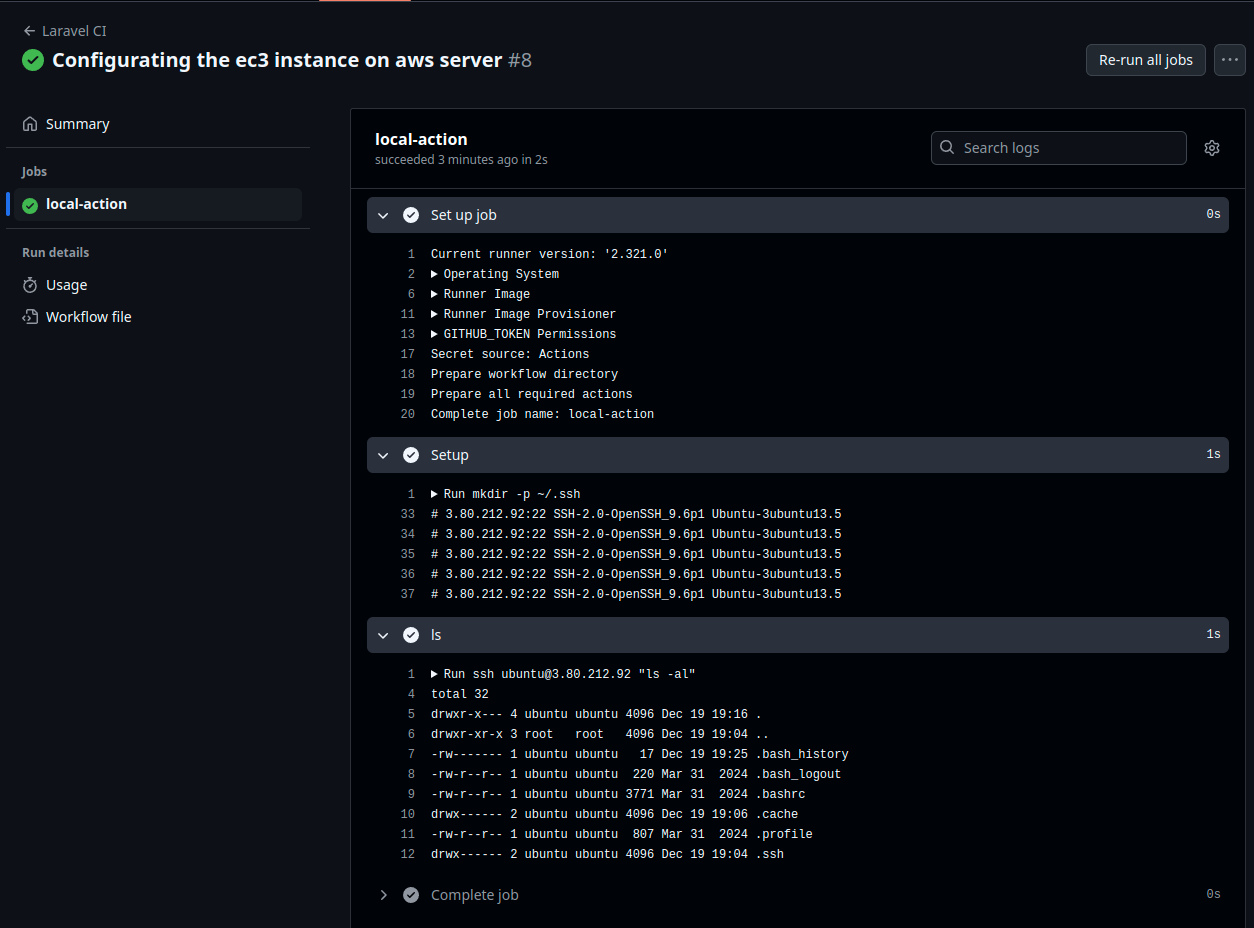 Laravel CI
Configurating the ec3 instance on aws server #8
Re-run all jobs
Summary
Jobs
local-action
Run details
Usage
Workflow file
local-action
succeeded 3 minutes ago in 2s
Search logs
Set up job 0s
1 Current runner version: '2.321.0'
2 Operating System
6 Runner Image
11 Runner Image Provisioner
13 GITHUB_TOKEN Permissions
17 Secret source: Actions
18 Prepare workflow directory
19 Prepare all required actions
20 Complete job name: local-action
Setup 1s
1 Run mkdir -p ~/.ssh
33 # 3.80.212.92:22 SSH-2.0-OpenSSH_9.6p1 Ubuntu-3ubuntu13.5
34 # 3.80.212.92:22 SSH-2.0-OpenSSH_9.6p1 Ubuntu-3ubuntu13.5
35 # 3.80.212.92:22 SSH-2.0-OpenSSH_9.6p1 Ubuntu-3ubuntu13.5
36 # 3.80.212.92:22 SSH-2.0-OpenSSH_9.6p1 Ubuntu-3ubuntu13.5
37 # 3.80.212.92:22 SSH-2.0-OpenSSH_9.6p1 Ubuntu-3ubuntu13.5
ls 1s
1 Run ssh ubuntu@3.80.212.92 "ls -al"
4 total 32
5 drwxr-x--- 4 ubuntu ubuntu 4096 Dec 19 19:16 .
6 drwxr-xr-x 3 root   root   4096 Dec 19 19:04 ..
7 -rw------- 1 ubuntu ubuntu   17 Dec 19 19:25 .bash_history
8 -rw-r--r-- 1 ubuntu ubuntu  220 Mar 31  2024 .bash_logout
9 -rw-r--r-- 1 ubuntu ubuntu 3771 Mar 31  2024 .bashrc
10 drwx------ 2 ubuntu ubuntu 4096 Dec 19 19:06 .cache
11 -rw-r--r-- 1 ubuntu ubuntu  807 Mar 31  2024 .profile
12 drwx------ 2 ubuntu ubuntu 4096 Dec 19 19:04 .ssh
Complete job 0s